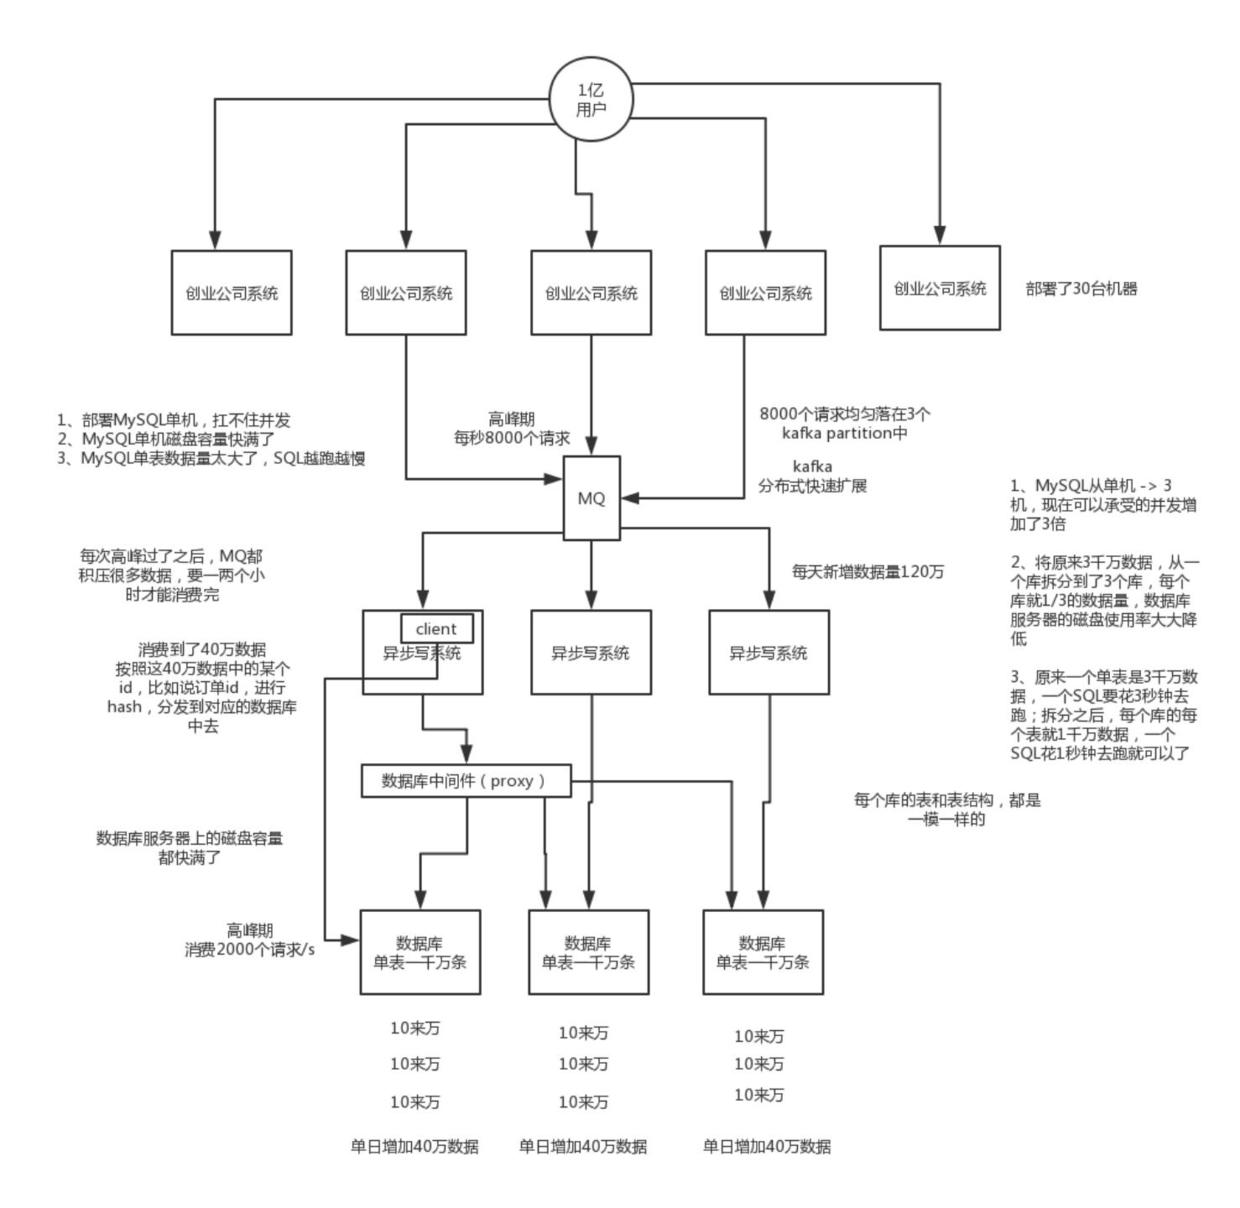 1亿
用户
创业公司系统
创业公司系统
创业公司系统
创业公司系统
创业公司系统
部署了30台机器
1、部署MySQL单机，扛不住并发
2、MySQL单机磁盘容量快满了
3、MySQL单表数据量太大了，SQL越跑越慢
高峰期
每秒8000个请求
8000个请求均匀落在3个
kafka partition中
kafka
分布式快速扩展
MQ
1、MySQL从单机 -> 3
机，现在可以承受的并发增
加了3倍
2、将原来3千万数据，从一
个库拆分到了3个库，每个
库就1/3的数据量，数据库
服务器的磁盘使用率大大降
低
3、原来一个单表是3千万数
据，一个SQL要花3秒钟去
跑；拆分之后，每个库的每
个表就1千万数据，一个
SQL花1秒钟去跑就可以了
每次高峰过了之后，MQ都
积压很多数据，要一两个小
时才能消费完
每天新增数据量120万
client
异步写系统
异步写系统
异步写系统
消费到了40万数据
按照这40万数据中的某个
id，比如说订单id，进行
hash，分发到对应的数据库
中去
数据库中间件（proxy）
每个库的表和表结构，都是
一模一样的
数据库服务器上的磁盘容量
都快满了
高峰期
消费2000个请求/s
数据库
单表一千万条
数据库
单表一千万条
数据库
单表一千万条
10来万
10来万
10来万
10来万
10来万
10来万
10来万
10来万
10来万
单日增加40万数据
单日增加40万数据
单日增加40万数据